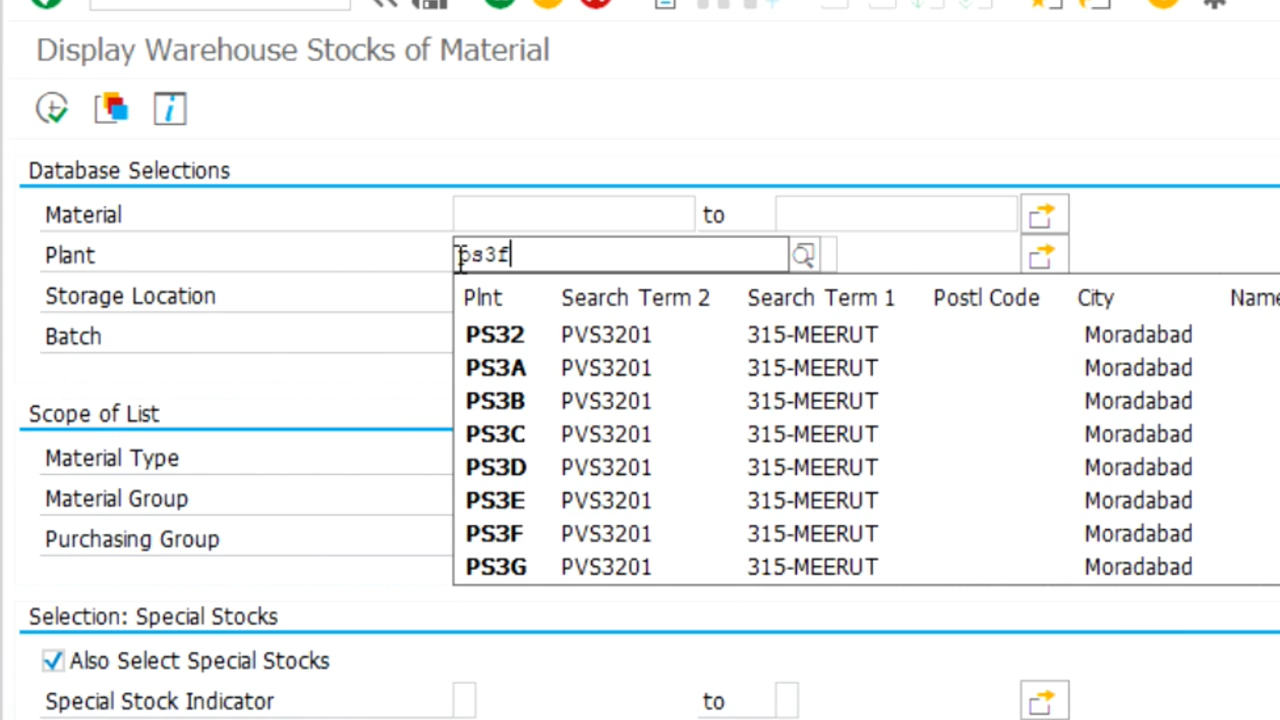 Display Warehouse Stocks of Material
Database Selections
Material to
Plant ps3f
Storage Location
Batch
Plnt Search Term 2 Search Term 1 Postl Code City Name
PS32 PVS3201 315-MEERUT Moradabad
PS3A PVS3201 315-MEERUT Moradabad
PS3B PVS3201 315-MEERUT Moradabad
PS3C PVS3201 315-MEERUT Moradabad
PS3D PVS3201 315-MEERUT Moradabad
PS3E PVS3201 315-MEERUT Moradabad
PS3F PVS3201 315-MEERUT Moradabad
PS3G PVS3201 315-MEERUT Moradabad
Scope of List
Material Type
Material Group
Purchasing Group
Selection: Special Stocks
Also Select Special Stocks
Special Stock Indicator to